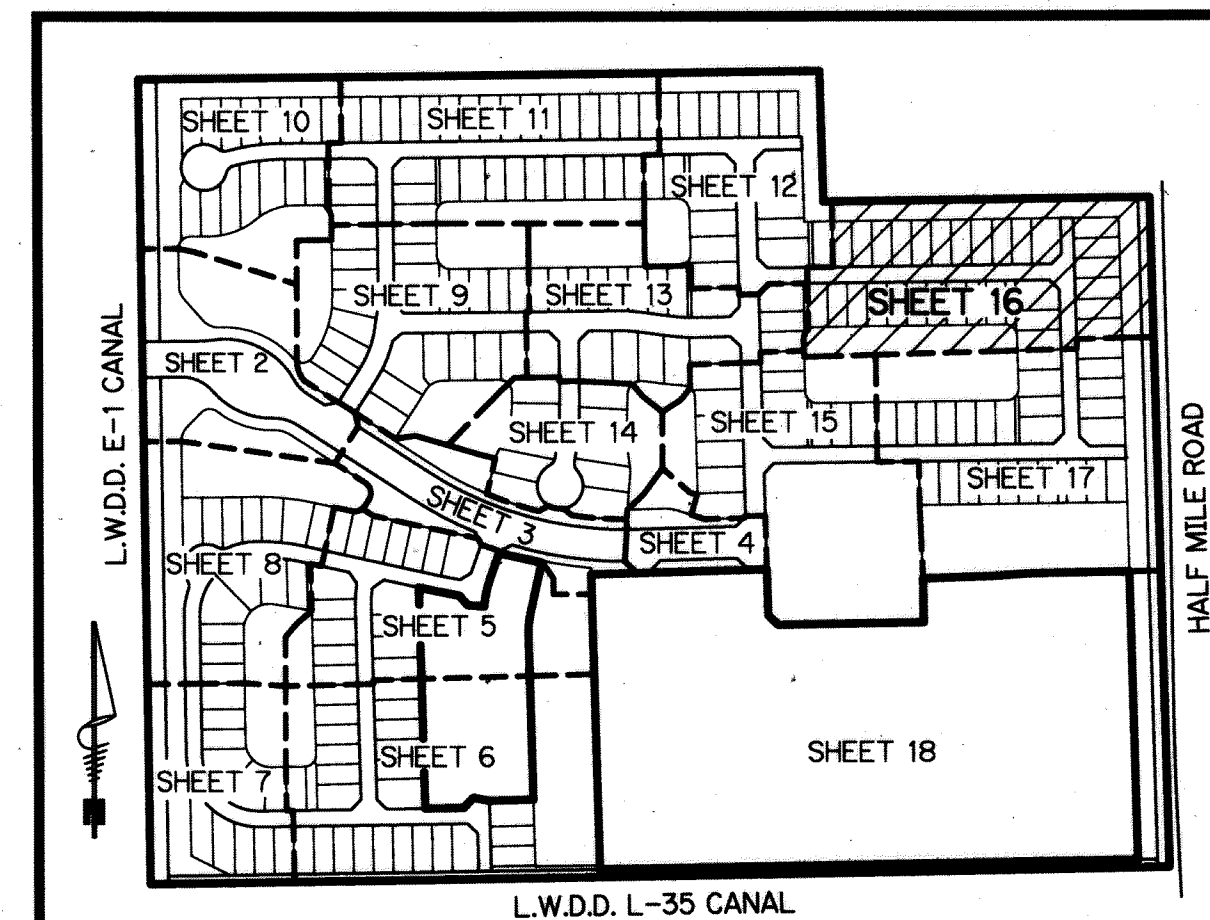 SHEET 10
SHEET 11
SHEET 12
SHEET 9
SHEET 13
SHEET 16
SHEET 2
L.W.D.D. E-1 CANAL
SHEET 14
SHEET 15
SHEET 17
HALF MILE ROAD
SHEET 3
SHEET 4
SHEET 8
SHEET 5
SHEET 6
SHEET 7
SHEET 18
L.W.D.D. L-35 CANAL